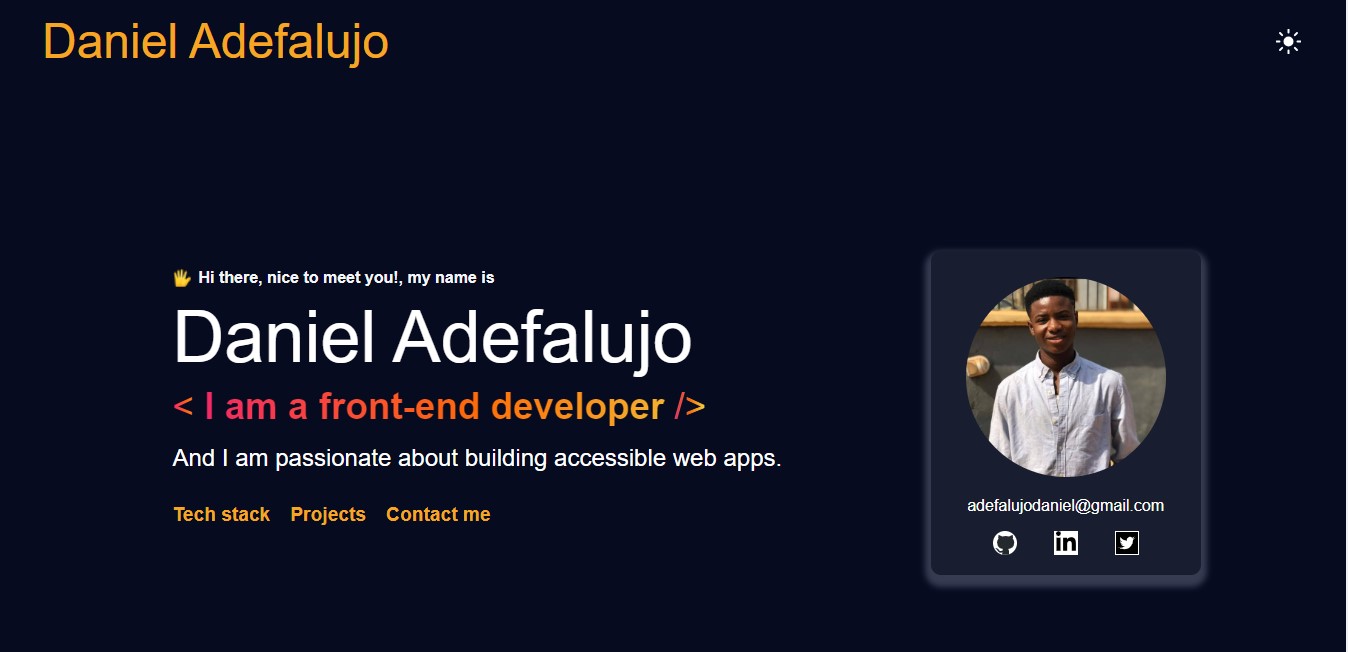 Daniel Adefalujo
🖐 Hi there, nice to meet you!, my name is
Daniel Adefalujo
< I am a front-end developer />
And I am passionate about building accessible web apps.
Tech stack Projects Contact me
adefalujodaniel@gmail.com
in